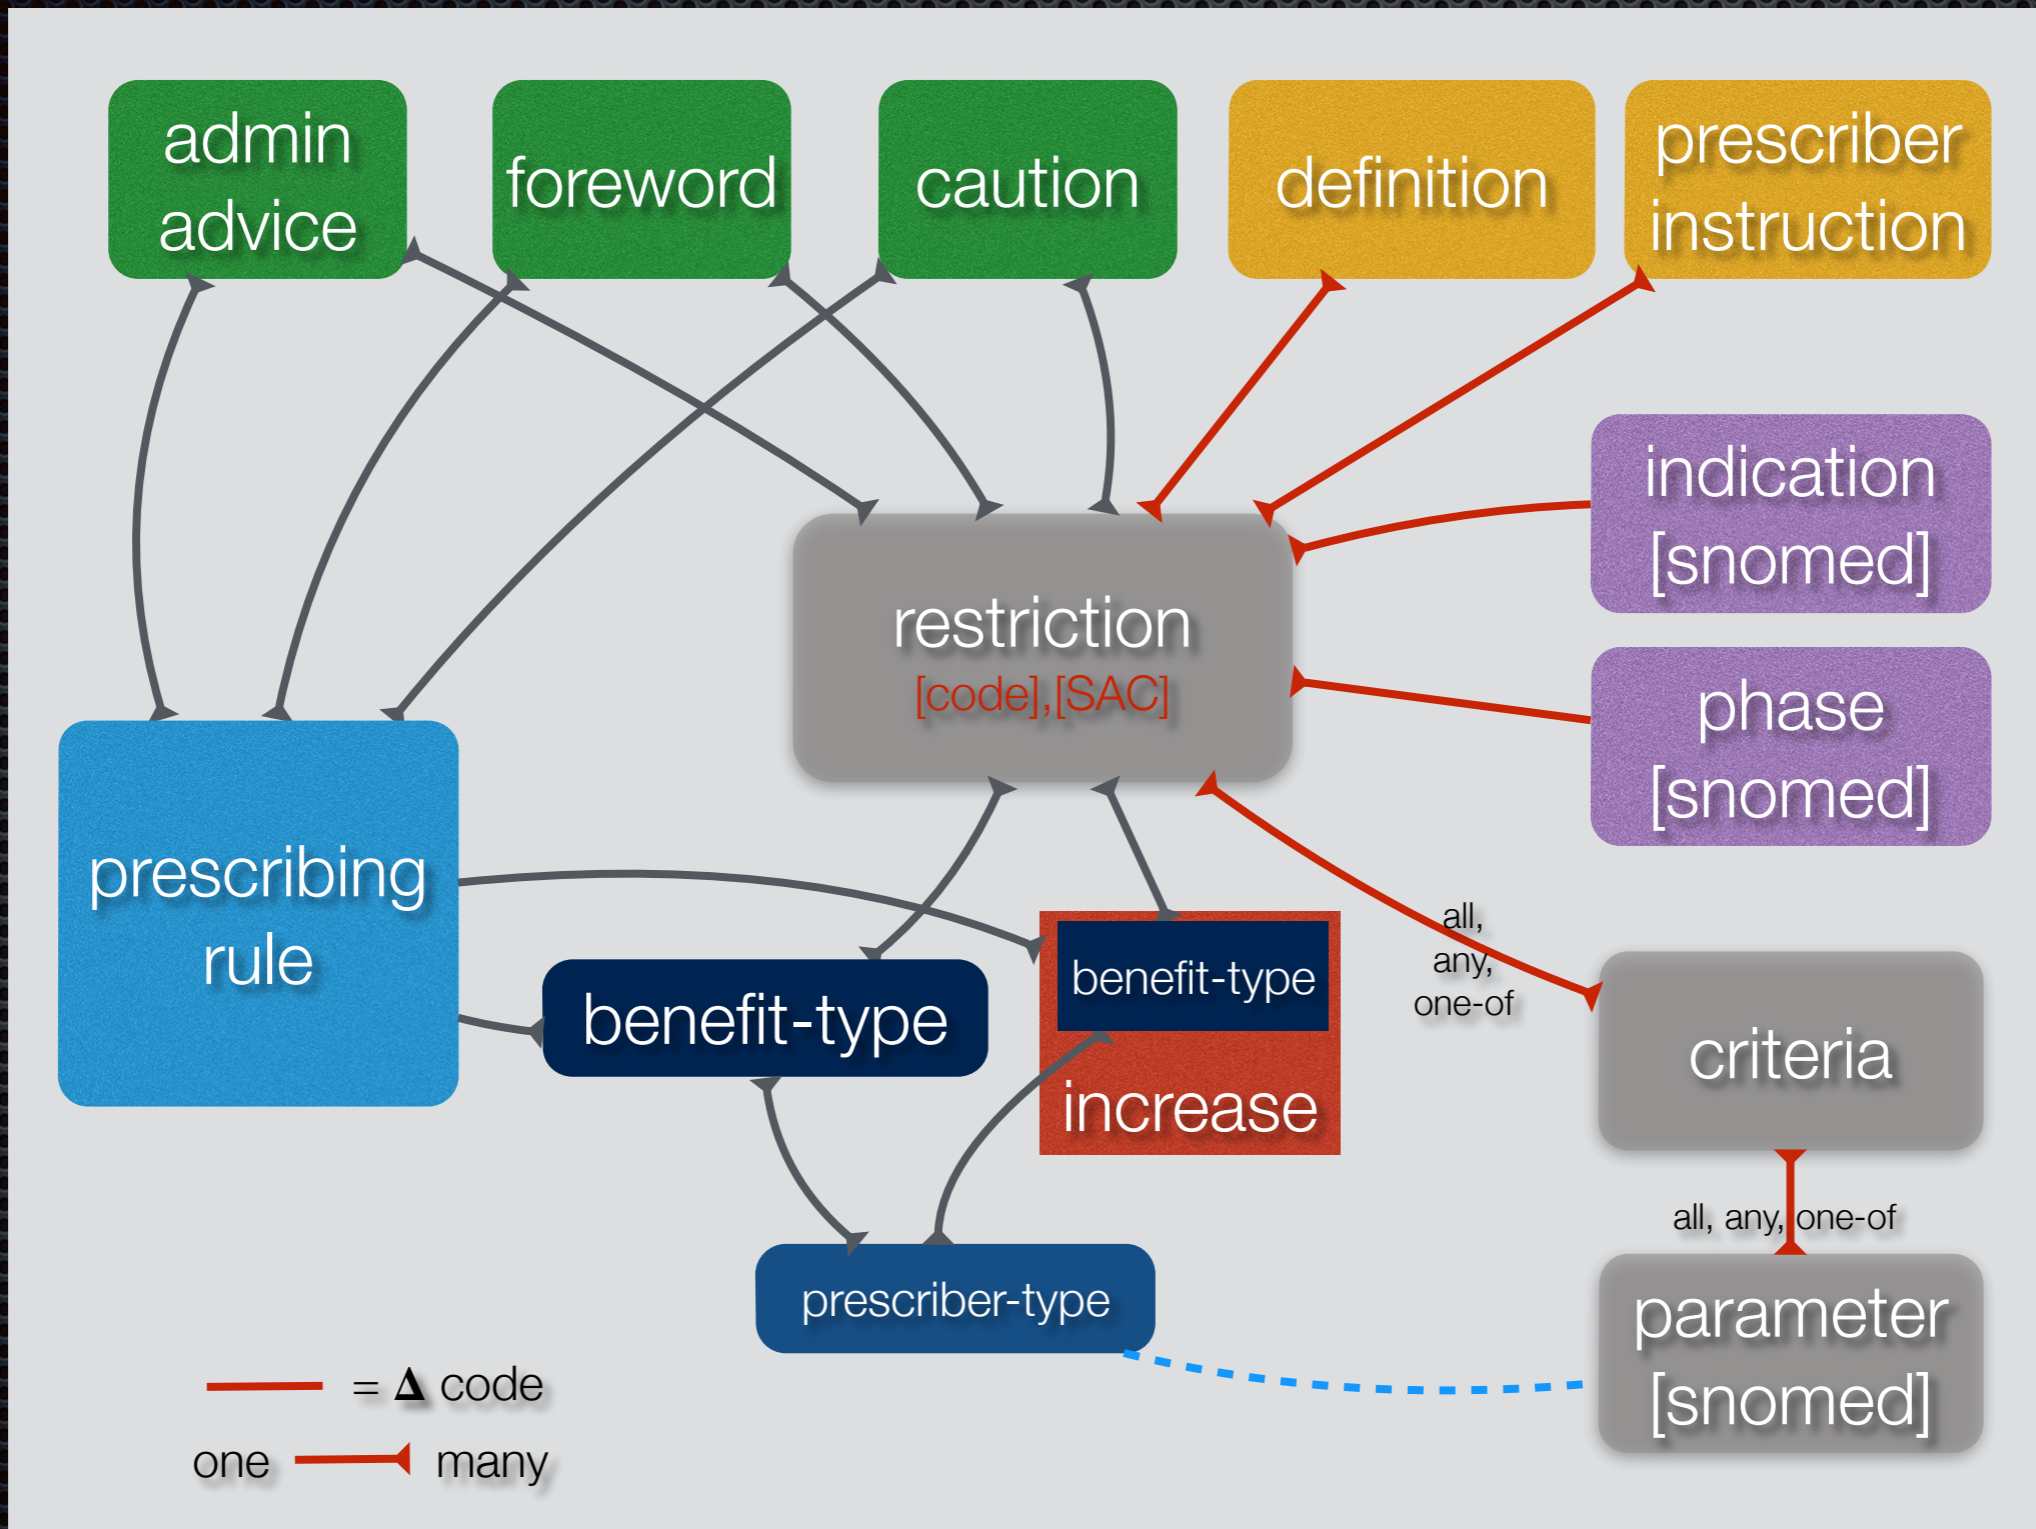 admin
advice
foreword
caution
definition
prescriber
instruction
indication
[snomed]
restriction
[code],[SAC]
phase
[snomed]
prescribing
rule
benefit-type
benefit-type
increase
all,
any,
one-of
criteria
all, any, one-of
prescriber-type
parameter
[snomed]
= Δ code
one many